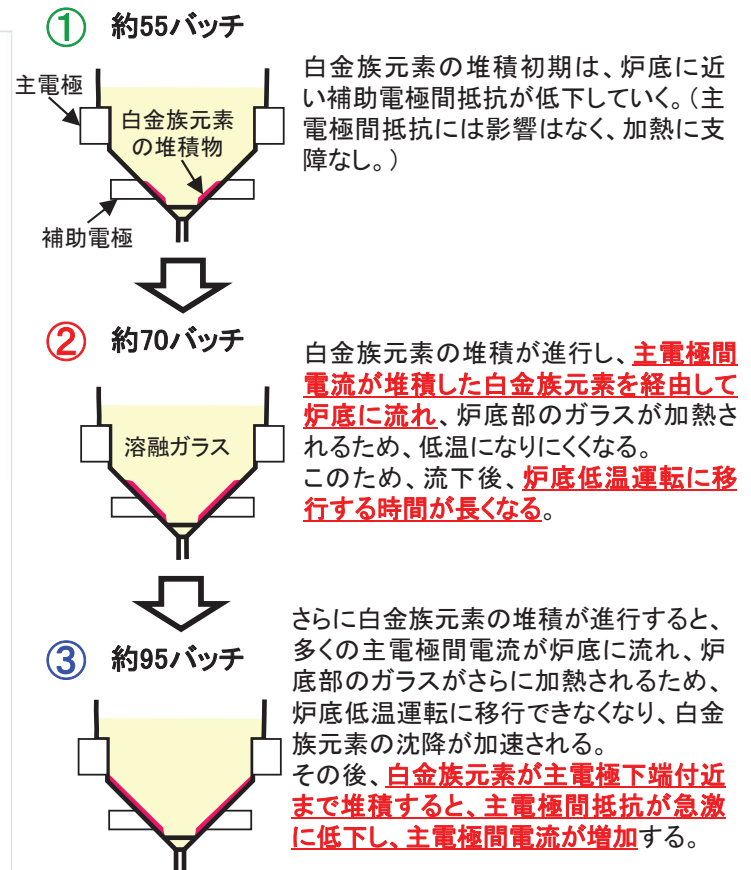 ① 約55バッチ
主電極
白金族元素
の堆積物
補助電極
白金族元素の堆積初期は、炉底に近
い補助電極間抵抗が低下していく。(主
電極間抵抗には影響はなく、加熱に支
障なし。)
② 約70バッチ
溶融ガラス
白金族元素の堆積が進行し、主電極間
電流が堆積した白金族元素を経由して
炉底に流れ、炉底部のガラスが加熱さ
れるため、低温になりにくくなる。
このため、流下後、炉底低温運転に移
行する時間が長くなる。
③ 約95バッチ
さらに白金族元素の堆積が進行すると、
多くの主電極間電流が炉底に流れ、炉
底部のガラスがさらに加熱されるため、
炉底低温運転に移行できなくなり、白金
族元素の沈降が加速される。
その後、白金族元素が主電極下端付近
まで堆積すると、主電極間抵抗が急激
に低下し、主電極間電流が増加する。